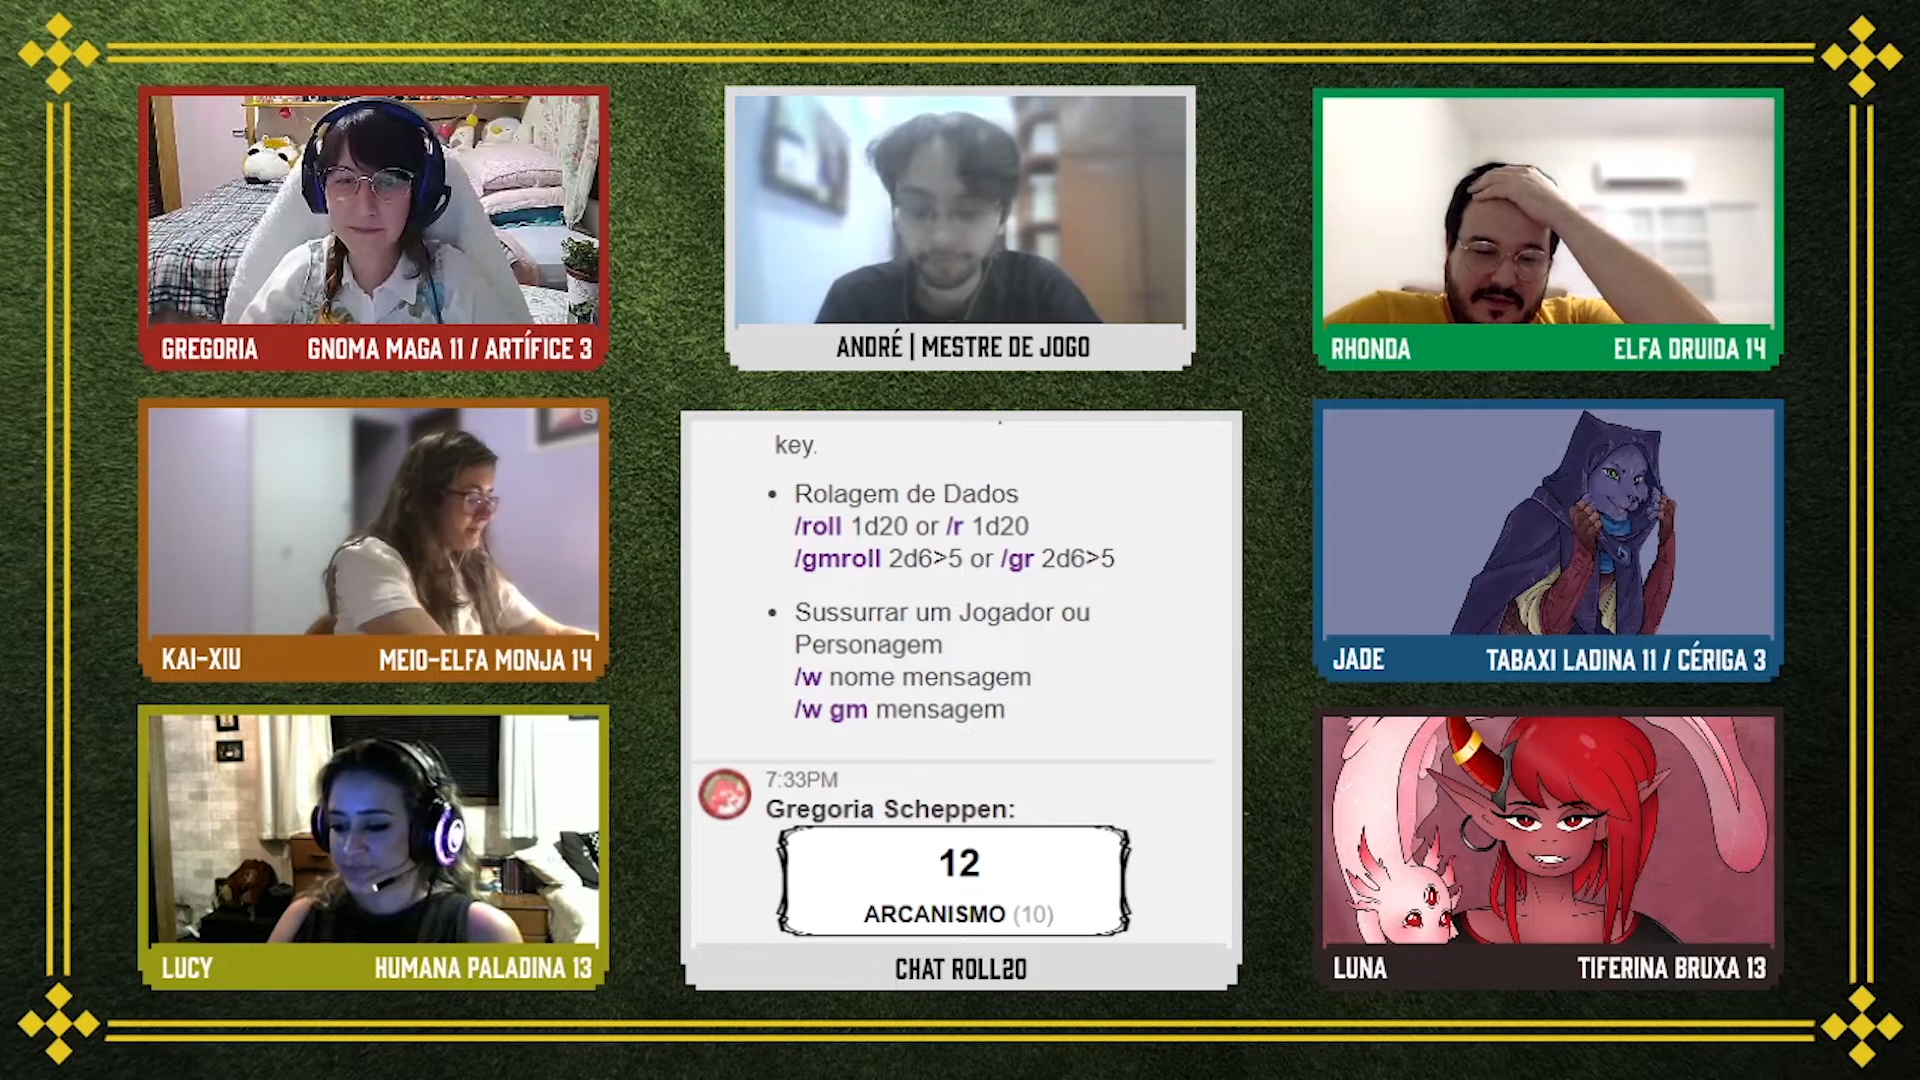 GREGORIA GNOMA MAGA 11 / ARTÍFICE 3
ANDRÉ | MESTRE DE JOGO
RHONDA ELFA DRUIDA 14
S
KAI-XIU MEIO-ELFA MONJA 14
JADE TABAXI LADINA 11 / CÉRIGA 3
LUCY HUMANA PALADINA 13
LUNA TIFERINA BRUXA 13
key.
• Rolagem de Dados
/roll 1d20 or /r 1d20
/gmroll 2d6>5 or /gr 2d6>5
• Sussurrar um Jogador ou
Personagem
/w nome mensagem
/w gm mensagem
7:33PM
Gregoria Scheppen:
12
ARCANISMO (10)
CHAT ROLL20